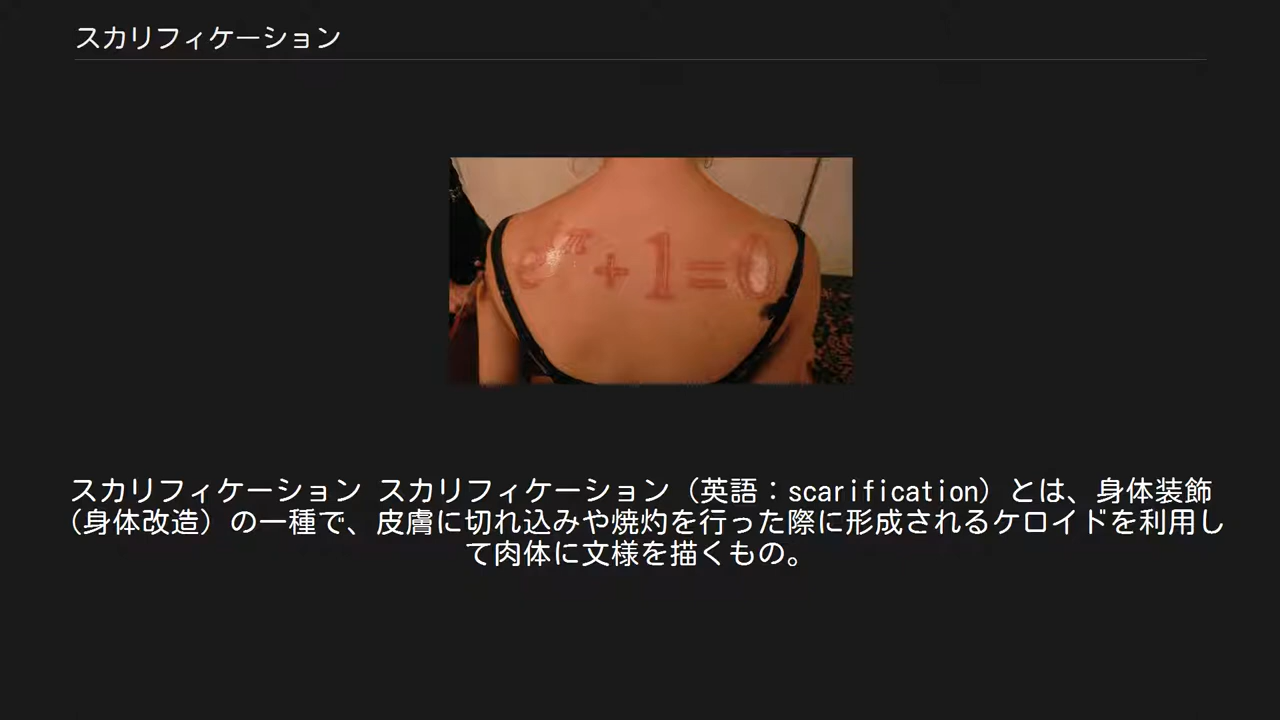 スカリフィケーション
e^iπ+1=0
スカリフィケーション スカリフィケーション（英語：scarification）とは、身体装飾
（身体改造）の一種で、皮膚に切れ込みや焼灼を行った際に形成されるケロイドを利用し
て肉体に文様を描くもの。